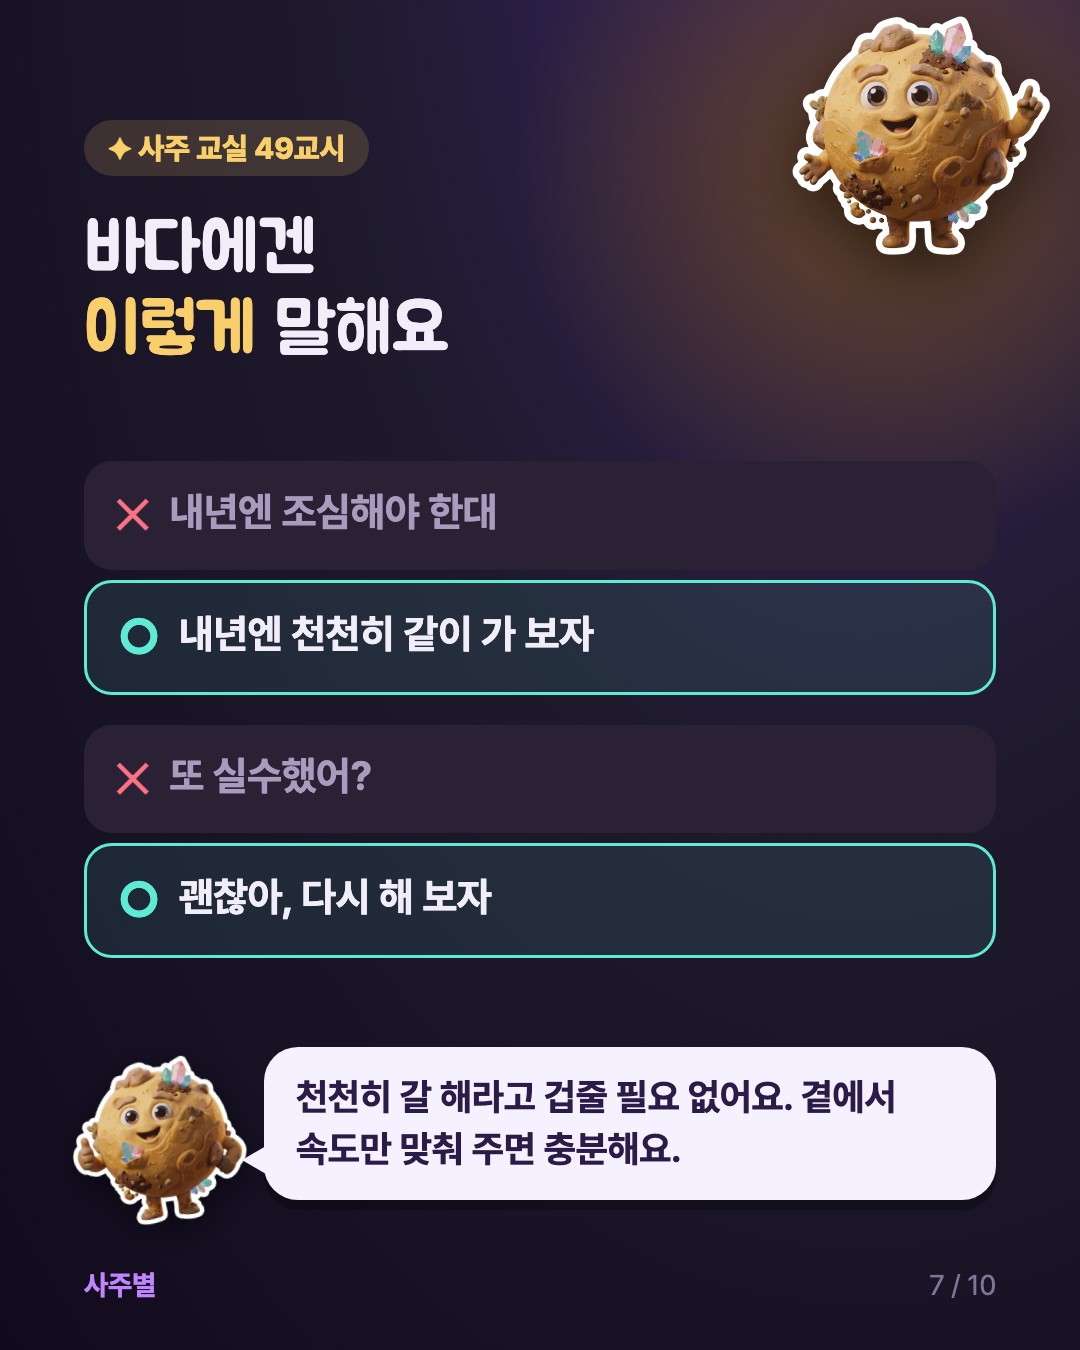 ✦ 사주 교실 49교시
바다에겐
이렇게 말해요
✕ 내년엔 조심해야 한대
○ 내년엔 천천히 같이 가 보자
✕ 또 실수했어?
○ 괜찮아, 다시 해 보자
천천히 갈 해라고 겁줄 필요 없어요. 곁에서
속도만 맞춰 주면 충분해요.
사주별
7 / 10